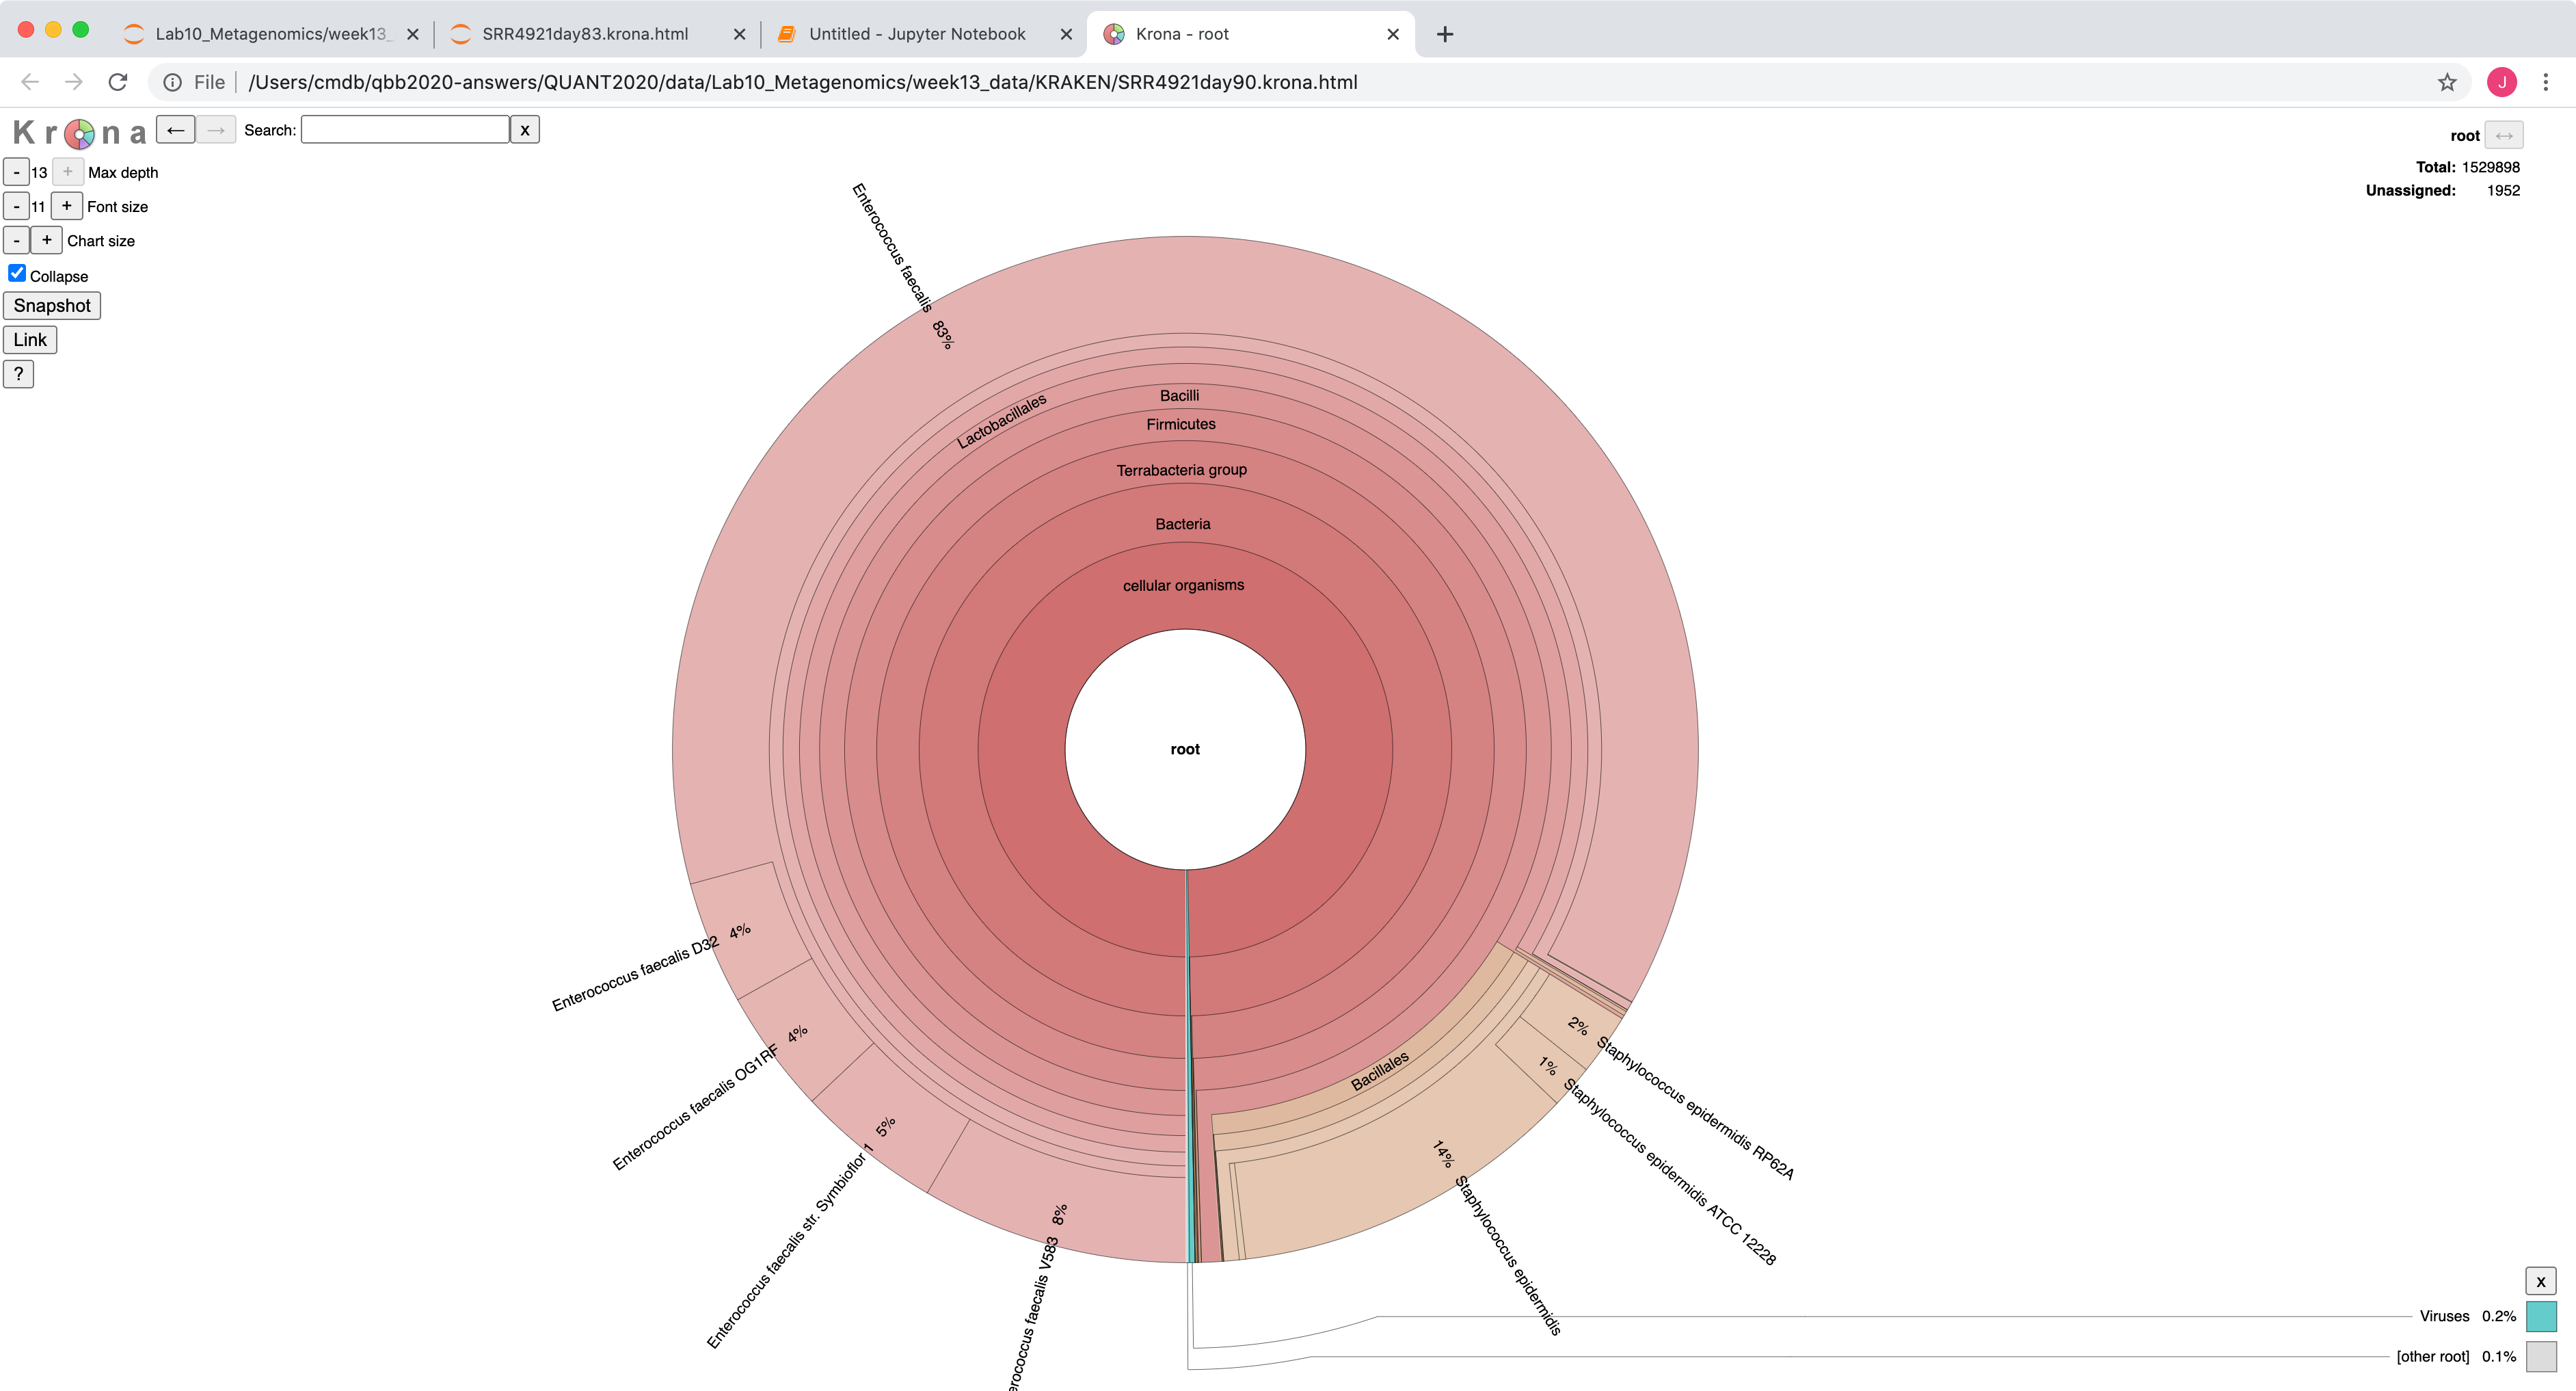 Lab10_Metagenomics/week13_
SRR4921day83.krona.html
Untitled - Jupyter Notebook
Krona - root
File
/Users/cmdb/qbb2020-answers/QUANT2020/data/Lab10_Metagenomics/week13_data/KRAKEN/SRR4921day90.krona.html
J
Krona
← → Search: x
root ↔
- 13 + Max depth
Total: 1529898
Unassigned: 1952
- 11 + Font size
- + Chart size
Collapse
Snapshot
Link
?
Enterococcus faecalis 83%
Lactobacillales
Bacilli
Firmicutes
Terrabacteria group
Bacteria
cellular organisms
root
Enterococcus faecalis D32 4%
Enterococcus faecalis OG1RF 4%
Enterococcus faecalis str. Symbioflor 1 5%
erococcus faecalis V583 8%
Bacillales
2% Staphylococcus epidermidis RP62A
1% Staphylococcus epidermidis ATCC 12228
14% Staphylococcus epidermidis
x
Viruses 0.2%
[other root] 0.1%